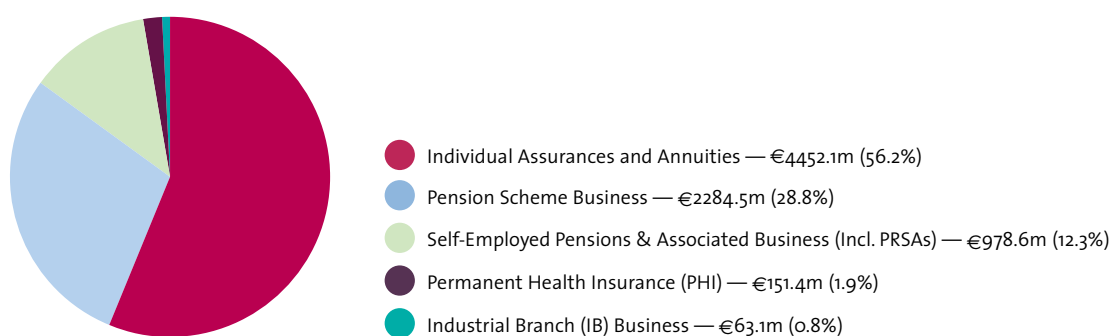 Individual Assurances and Annuities — €4452.1m (56.2%)
Pension Scheme Business — €2284.5m (28.8%)
Self-Employed Pensions & Associated Business (Incl. PRSAs) — €978.6m (12.3%)
Permanent Health Insurance (PHI) — €151.4m (1.9%)
Industrial Branch (IB) Business — €63.1m (0.8%)